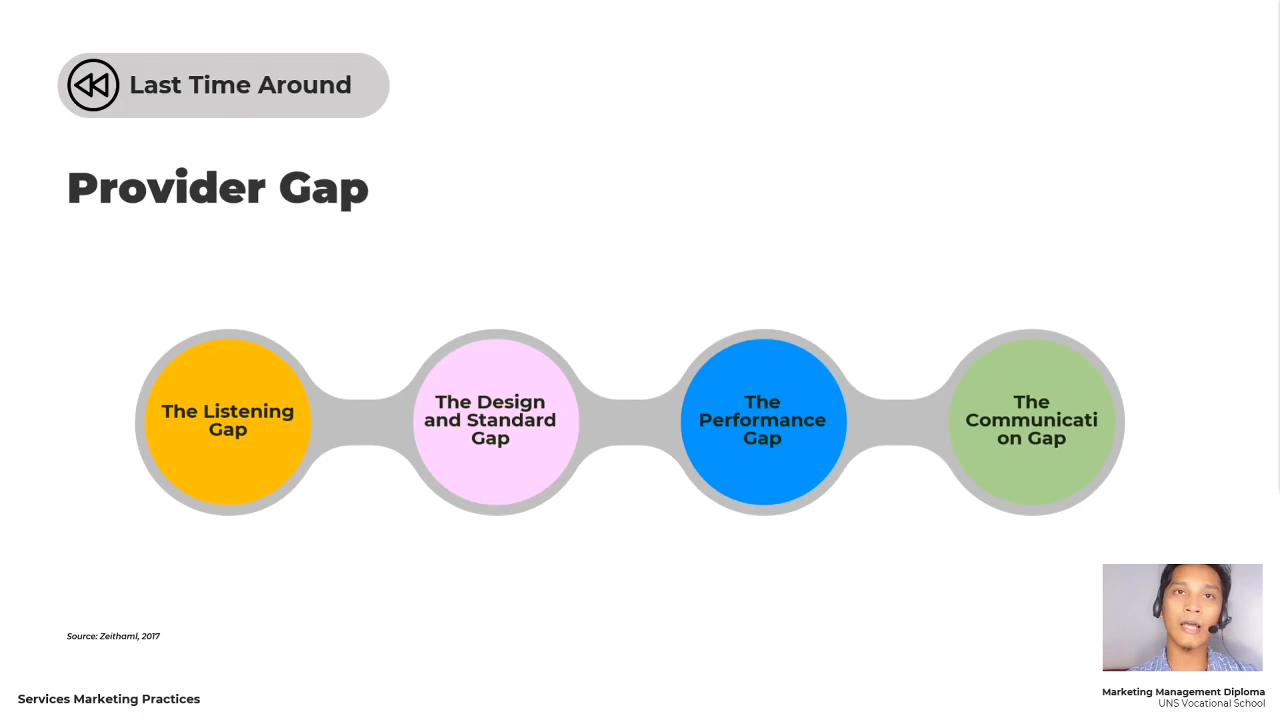 Last Time Around
Provider Gap
The Listening
Gap
The Design
and Standard
Gap
The
Performance
Gap
The
Communicati
on Gap
Source: Zeithaml, 2017
Services Marketing Practices
Marketing Management Diploma
UNS Vocational School